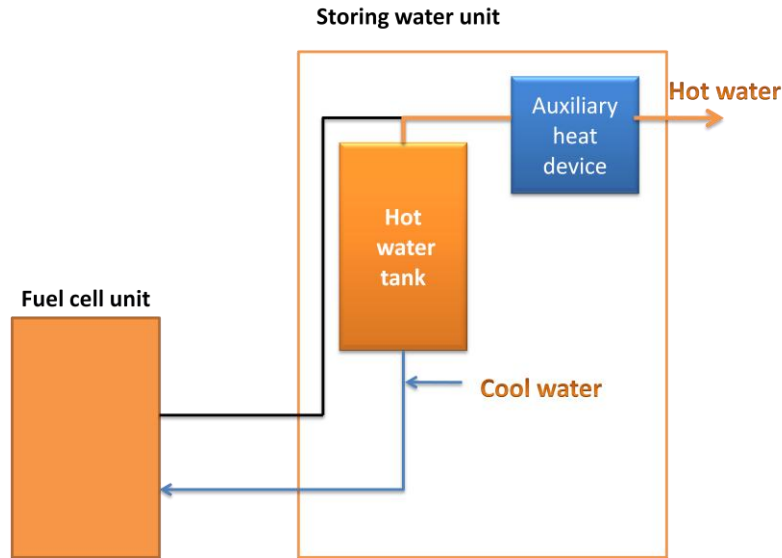 Storing water unit
Hot water
Auxiliary
heat
device
Hot
water
tank
Fuel cell unit
Cool water